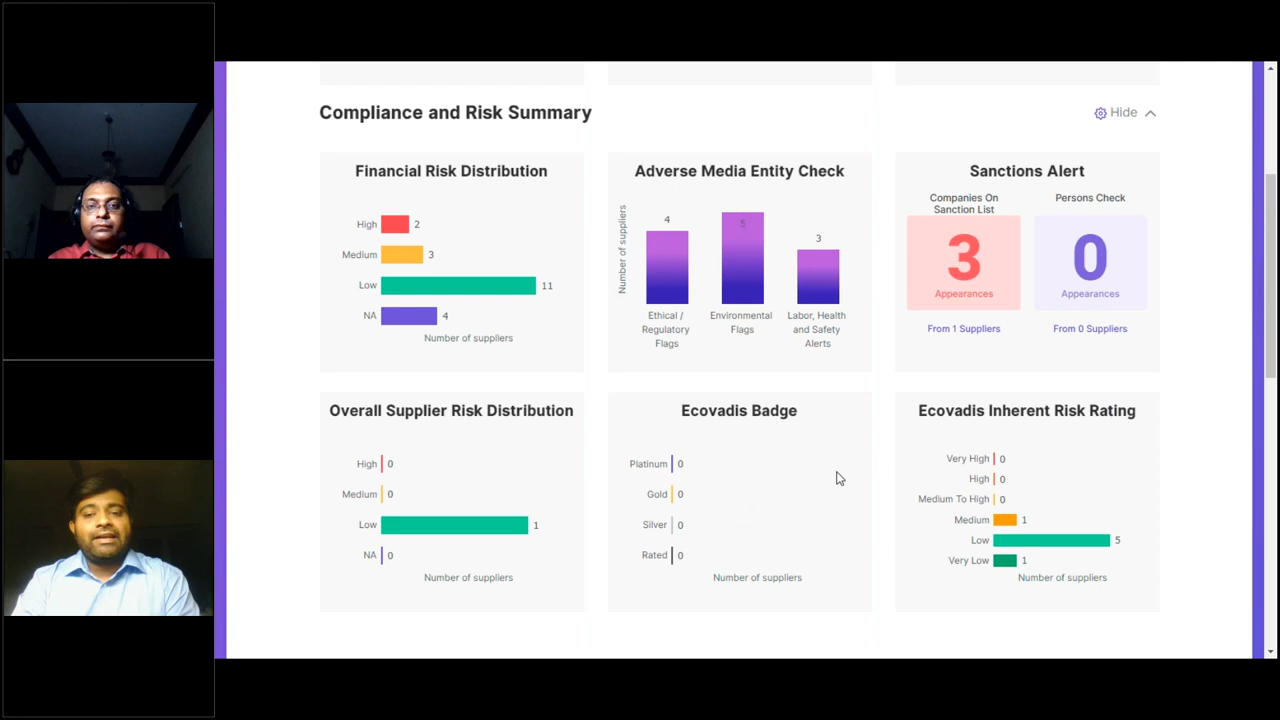 Compliance and Risk Summary
Hide
Financial Risk Distribution
High 2
Medium 3
Low 11
NA 4
Number of suppliers
Adverse Media Entity Check
Number of suppliers
4
5
3
Ethical /
Regulatory
Flags
Environmental
Flags
Labor, Health
and Safety
Alerts
Sanctions Alert
Companies On
Sanction List
3
Appearances
From 1 Suppliers
Persons Check
0
Appearances
From 0 Suppliers
Overall Supplier Risk Distribution
High 0
Medium 0
Low 1
NA 0
Number of suppliers
Ecovadis Badge
Platinum 0
Gold 0
Silver 0
Rated 0
Number of suppliers
Ecovadis Inherent Risk Rating
Very High 0
High 0
Medium To High 0
Medium 1
Low 5
Very Low 1
Number of suppliers